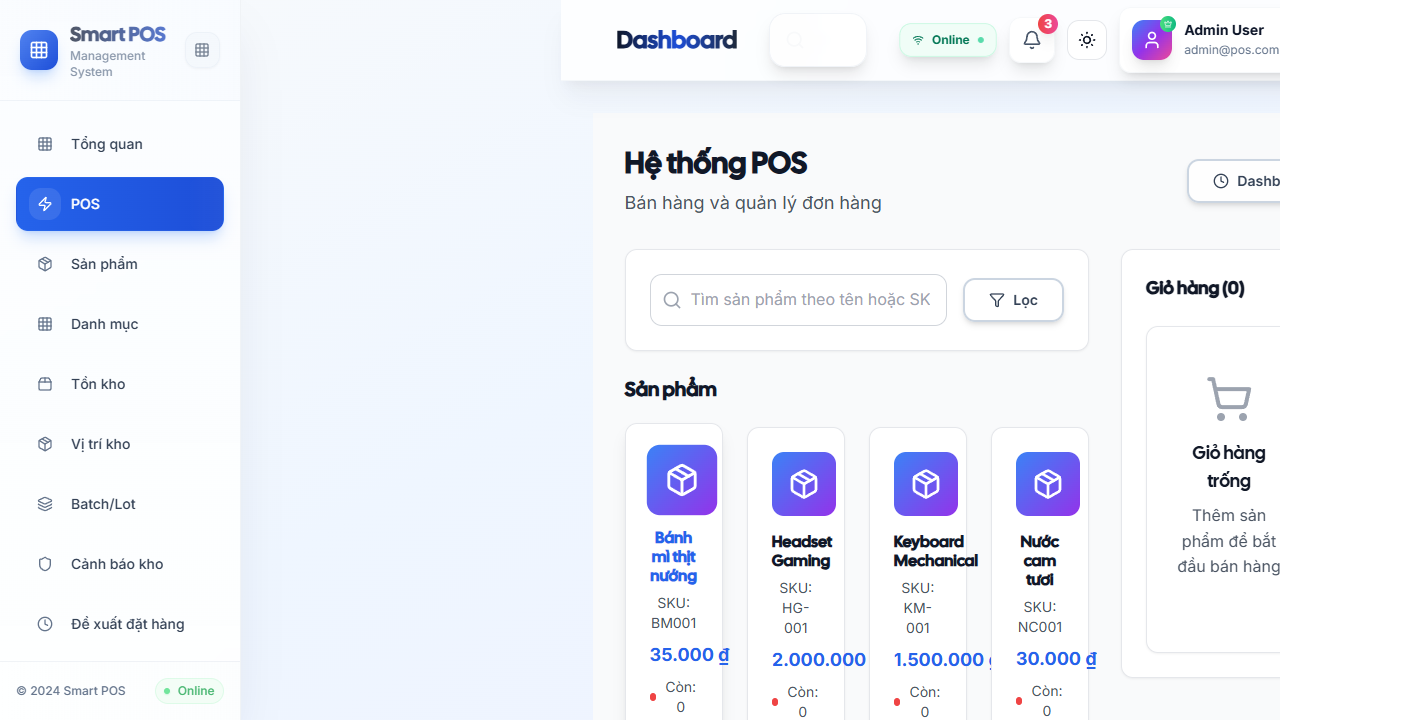 Smart POS
Management
System
Tổng quan
POS
Sản phẩm
Danh mục
Tồn kho
Vị trí kho
Batch/Lot
Cảnh báo kho
Đề xuất đặt hàng
© 2024 Smart POS
Online
Dashboard
Online
3
Admin User
admin@pos.com
Hệ thống POS
Bán hàng và quản lý đơn hàng
Dashb
Tìm sản phẩm theo tên hoặc SK
Lọc
Sản phẩm
Bánh
mì thịt
nướng
SKU:
BM001
35.000 ₫
Còn:
0
Headset
Gaming
SKU:
HG-
001
2.000.000
Còn:
0
Keyboard
Mechanical
SKU:
KM-
001
1.500.000 ₫
Còn:
0
Nước
cam
tươi
SKU:
NC001
30.000 ₫
Còn:
0
Giỏ hàng (0)
Giỏ hàng
trống
Thêm sản
phẩm để bắt
đầu bán hàng